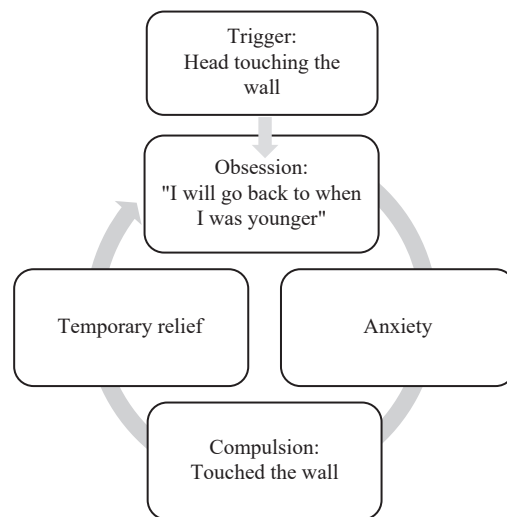 Trigger:
Head touching the
wall
Obsession:
"I will go back to when
I was younger"
Temporary relief
Anxiety
Compulsion:
Touched the wall